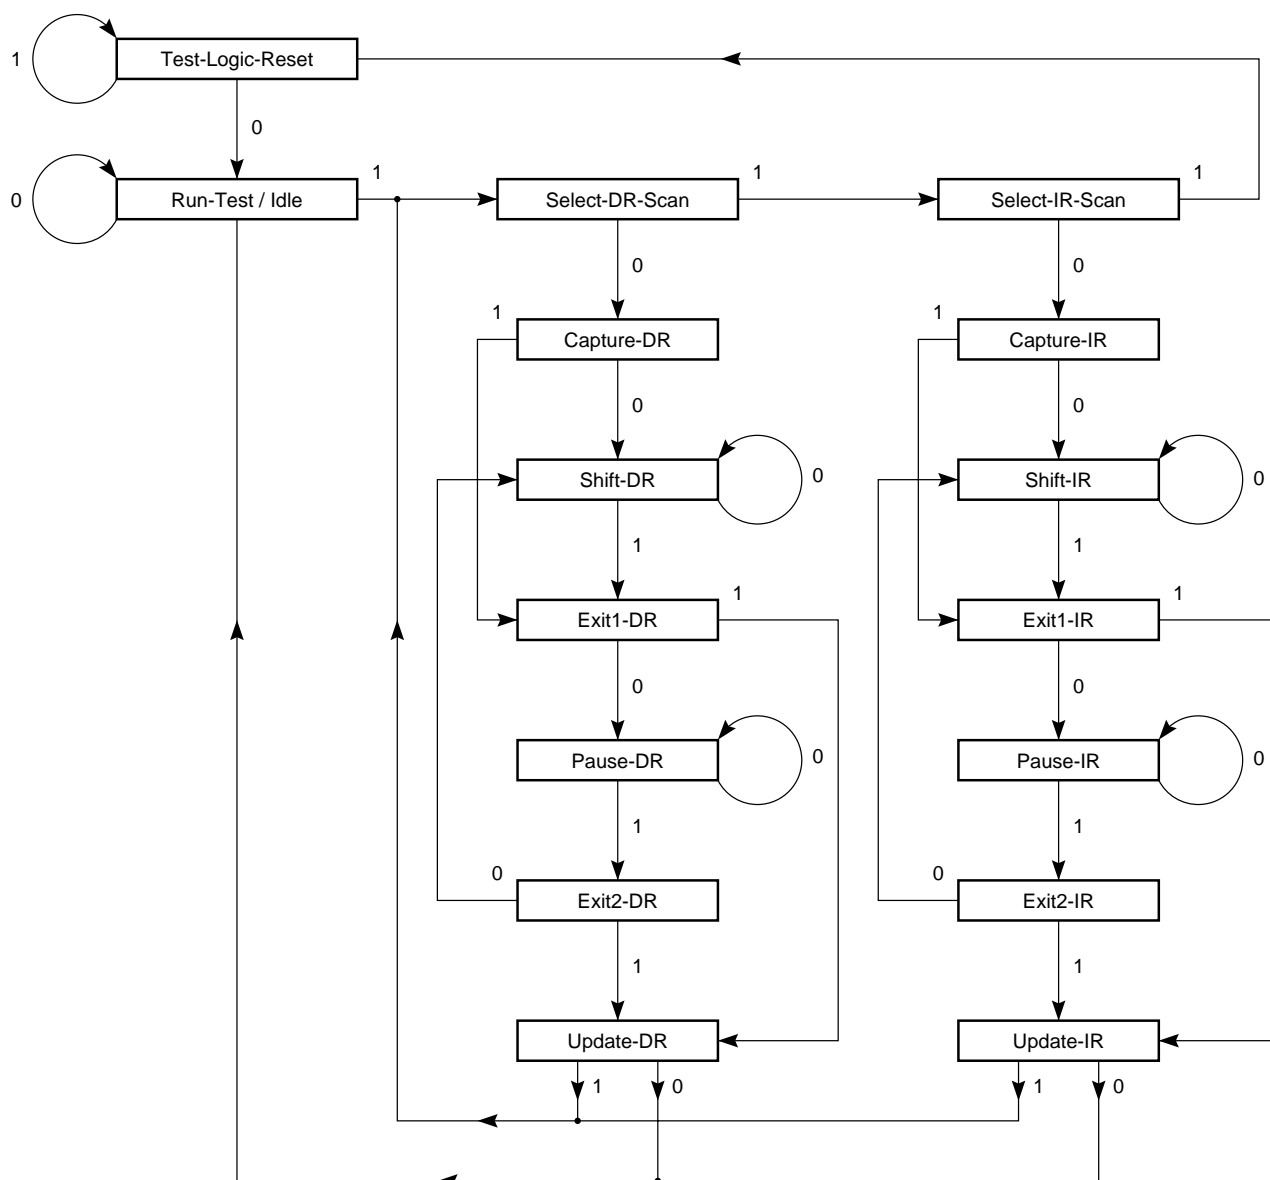 1
Test-Logic-Reset
0
0
Run-Test / Idle
1
Select-DR-Scan
1
Select-IR-Scan
1
0
0
1
Capture-DR
1
Capture-IR
0
0
Shift-DR
0
Shift-IR
0
1
1
Exit1-DR
1
Exit1-IR
1
0
0
Pause-DR
0
Pause-IR
0
1
1
0
Exit2-DR
0
Exit2-IR
1
1
Update-DR
Update-IR
1
0
1
0